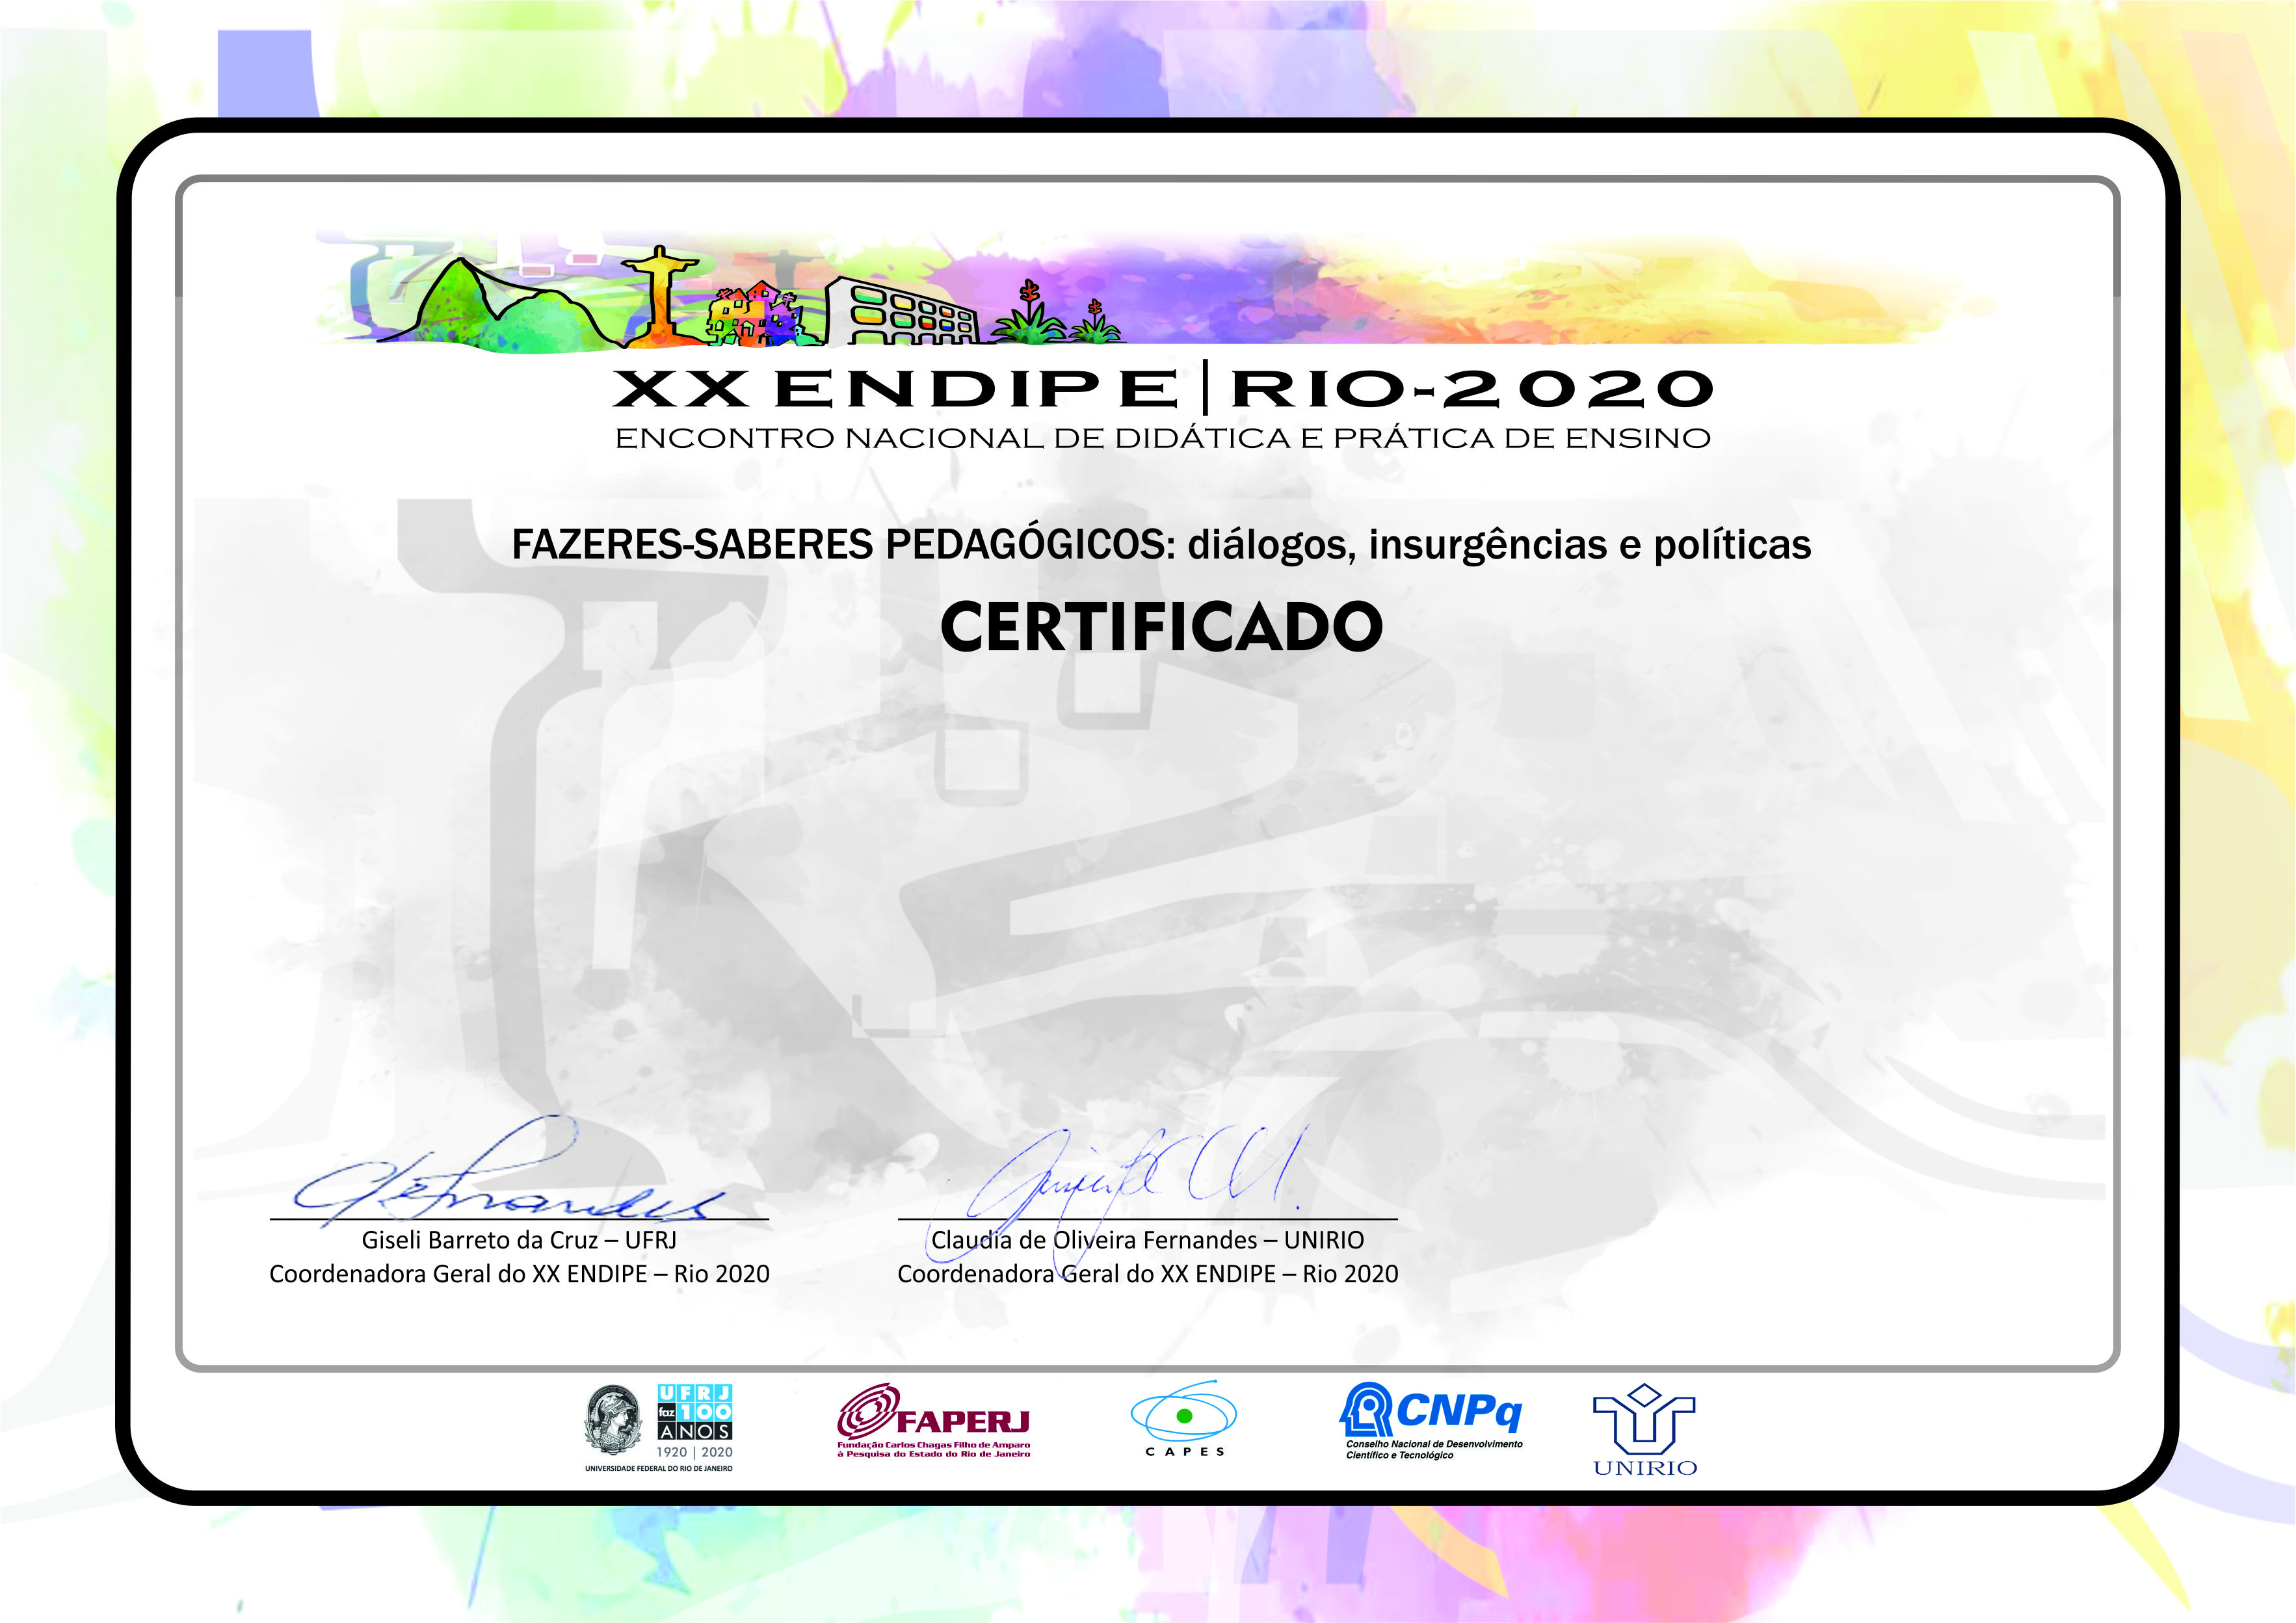 XX ENDIPE | RIO-2020
ENCONTRO NACIONAL DE DIDÁTICA E PRÁTICA DE ENSINO
FAZERES-SABERES PEDAGÓGICOS: diálogos, insurgências e políticas
CERTIFICADO
Giseli Barreto da Cruz – UFRJ
Coordenadora Geral do XX ENDIPE – Rio 2020
Claudia de Oliveira Fernandes – UNIRIO
Coordenadora Geral do XX ENDIPE – Rio 2020
UFRJ
faz 100
ANOS
1920 | 2020
UNIVERSIDADE FEDERAL DO RIO DE JANEIRO
FAPERJ
Fundação Carlos Chagas Filho de Amparo
à Pesquisa do Estado do Rio de Janeiro
CAPES
CNPq
Conselho Nacional de Desenvolvimento
Científico e Tecnológico
UNIRIO